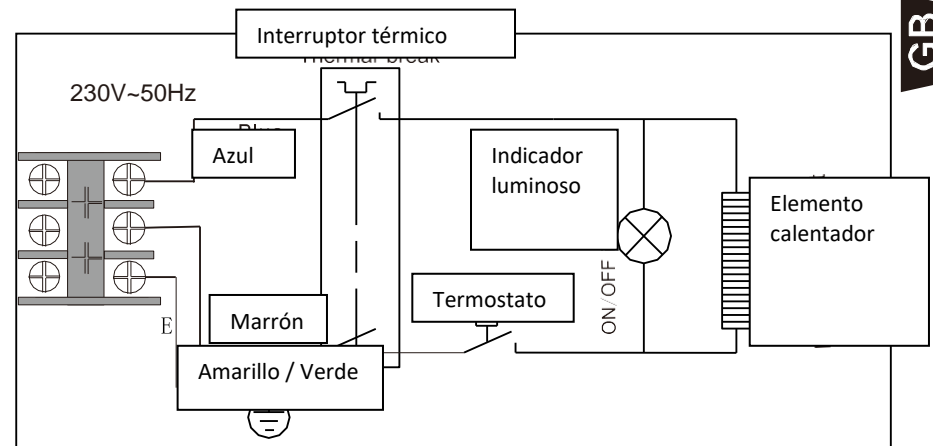 GB
Interruptor térmico
Thermal break
230V~50Hz
Azul
Indicador
luminoso
Elemento
calentador
ON/OFF
Termostato
E
Marrón
Amarillo / Verde